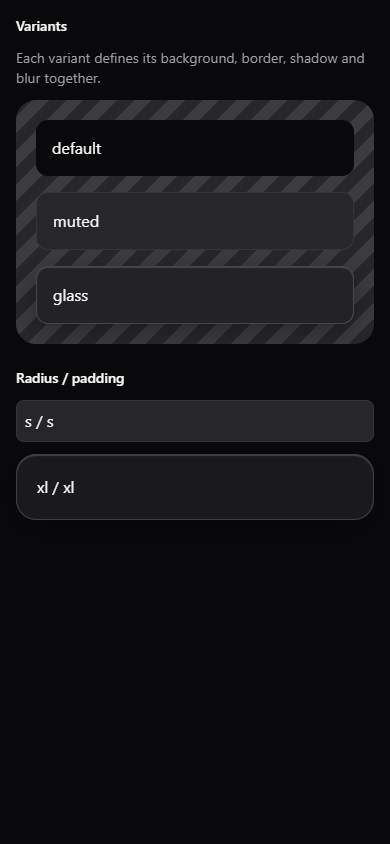 Variants
Each variant defines its background, border, shadow and
blur together.
default
muted
glass
Radius / padding
s / s
xl / xl